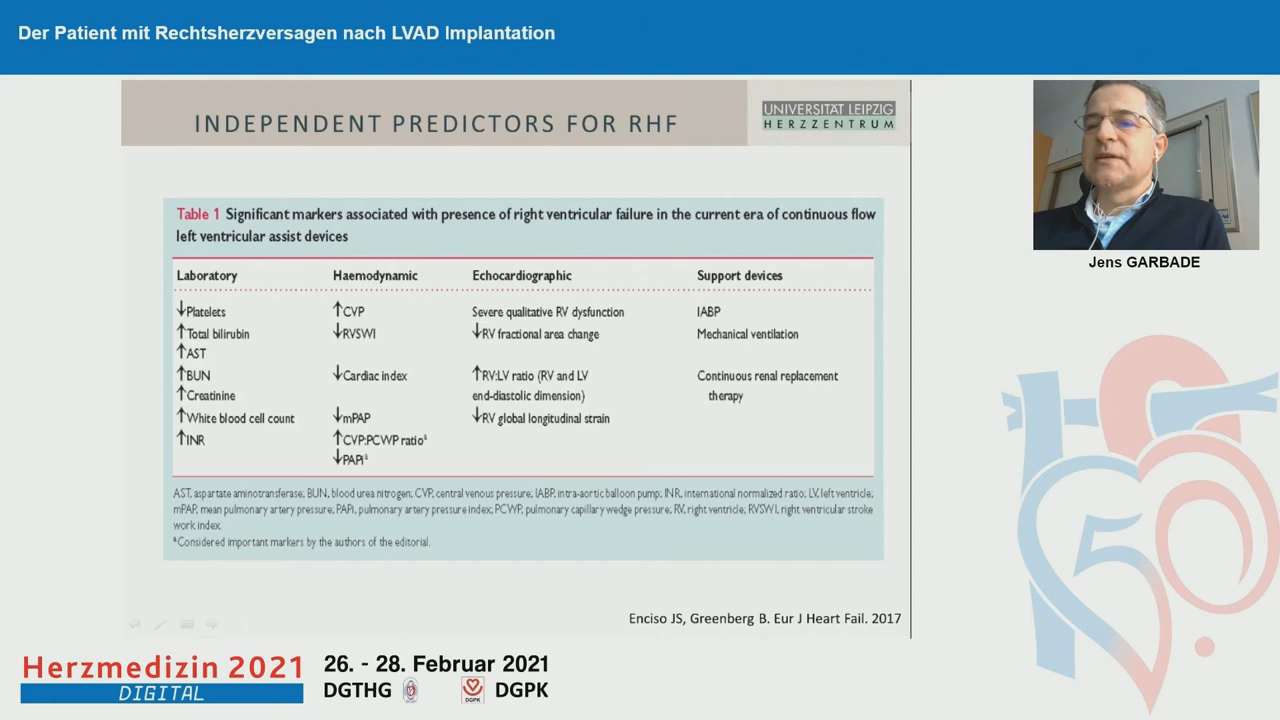 Der Patient mit Rechtsherzversagen nach LVAD Implantation
INDEPENDENT PREDICTORS FOR RHF
UNIVERSITÄT LEIPZIG
HERZZENTRUM
Jens GARBADE
Table 1 Significant markers associated with presence of right ventricular failure in the current era of continuous flow
left ventricular assist devices
Laboratory Haemodynamic Echocardiographic Support devices
↓Platelets ↑CVP Severe qualitative RV dysfunction IABP
↑Total bilirubin ↓RVSWI ↓RV fractional area change Mechanical ventilation
↑AST
↑BUN ↓Cardiac index ↑RV:LV ratio (RV and LV Continuous renal replacement
↑Creatinine end-diastolic dimension) therapy
↑White blood cell count ↓mPAP ↓RV global longitudinal strain
↑INR ↑CVP:PCWP ratioª
↓PAPiª
AST, aspartate aminotransferase; BUN, blood urea nitrogen; CVP, central venous pressure; IABP, intra-aortic balloon pump; INR, international normalized ratio; LV, left ventricle;
mPAP, mean pulmonary artery pressure; PAPi, pulmonary artery pressure index; PCWP, pulmonary capillary wedge pressure; RV, right ventricle; RVSWI, right ventricular stroke
work index.
ªConsidered important markers by the authors of the editorial.
Enciso JS, Greenberg B. Eur J Heart Fail. 2017
Herzmedizin 2021
DIGITAL
26. - 28. Februar 2021
DGTHG DGPK
DGPK
50